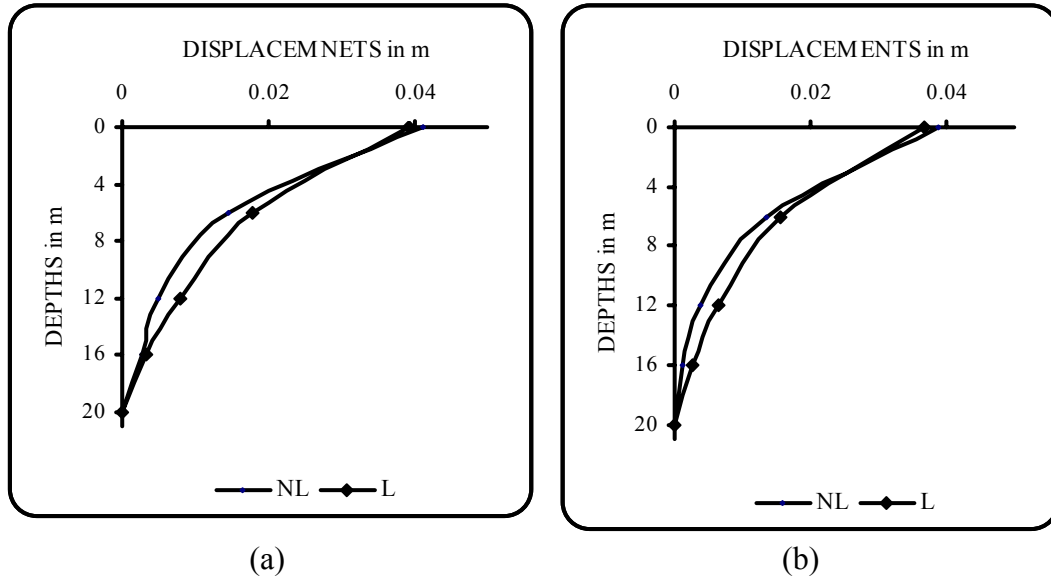 DISPLACEMNETS in m
0 0.02 0.04
0
4
8
12
16
20
DEPTHS in m
NL L
(a)
DISPLACEMENTS in m
0 0.02 0.04
0
4
8
12
16
20
DEPTHS in m
NL L
(b)